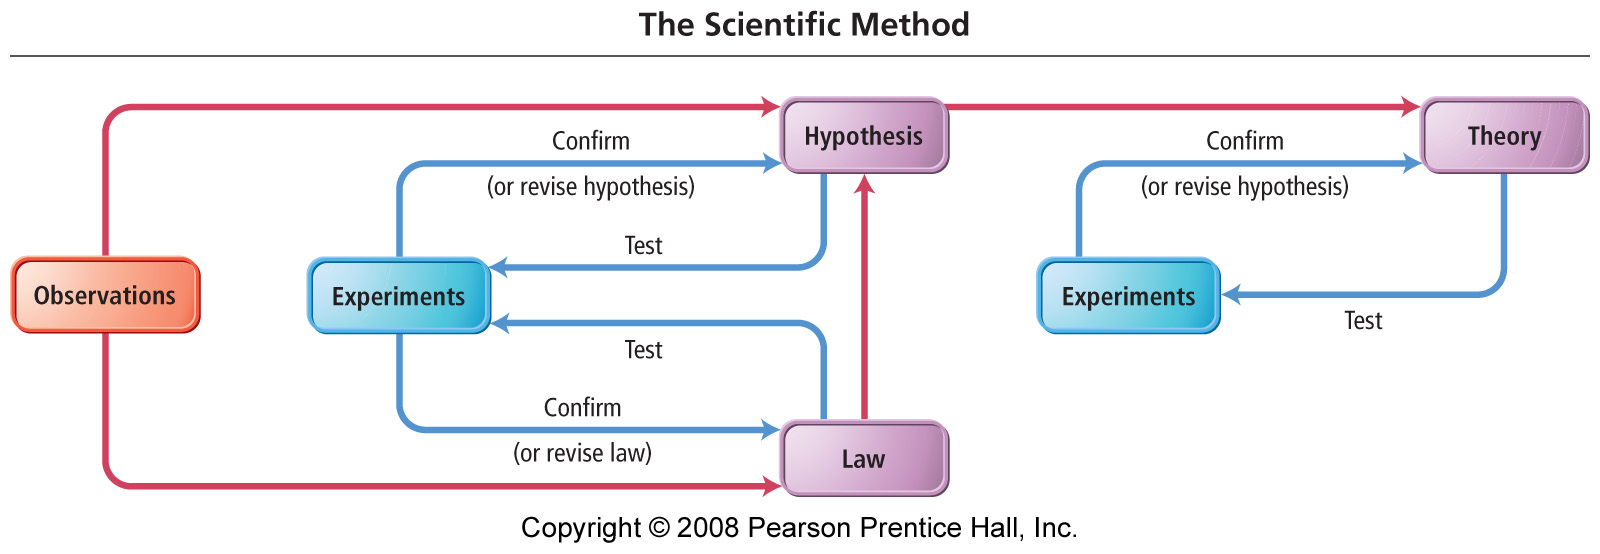 The Scientific Method
Hypothesis
Theory
Confirm
(or revise hypothesis)
Confirm
(or revise hypothesis)
Test
Observations
Experiments
Experiments
Test
Test
Confirm
(or revise law)
Law
Copyright © 2008 Pearson Prentice Hall, Inc.